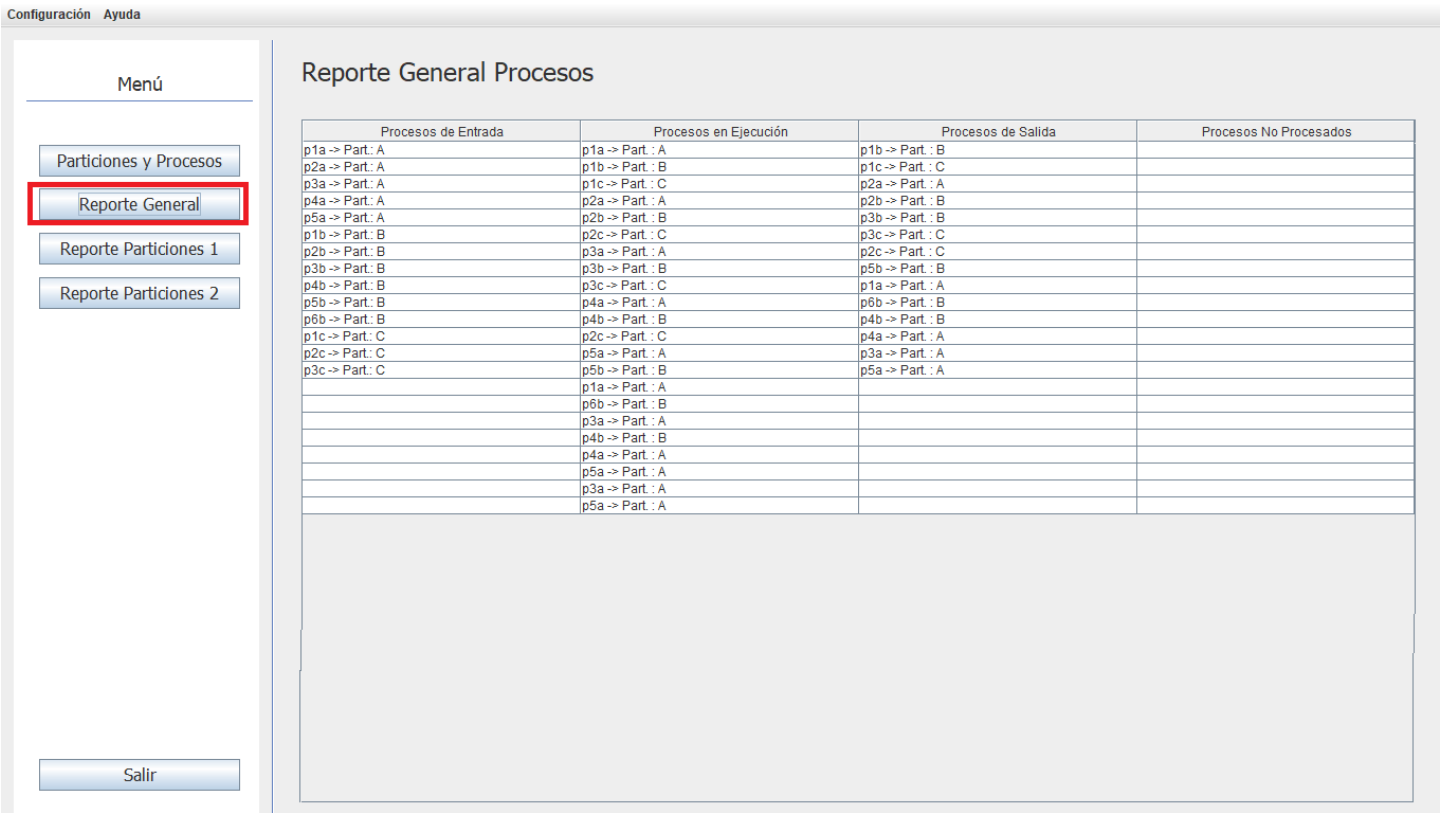 Configuración Ayuda
Menú
Particiones y Procesos
Reporte General
Reporte Particiones 1
Reporte Particiones 2
Salir
Reporte General Procesos
Procesos de Entrada Procesos en Ejecución Procesos de Salida Procesos No Procesados
p1a -> Part.: A p1a -> Part. : A p1b -> Part. : B
p2a -> Part.: A p1b -> Part. : B p1c -> Part. : C
p3a -> Part.: A p1c -> Part. : C p2a -> Part. : A
p4a -> Part.: A p2a -> Part. : A p2b -> Part. : B
p5a -> Part.: A p2b -> Part. : B p3b -> Part. : B
p1b -> Part.: B p2c -> Part. : C p3c -> Part. : C
p2b -> Part.: B p3a -> Part. : A p2c -> Part. : C
p3b -> Part.: B p3b -> Part. : B p5b -> Part. : B
p4b -> Part.: B p3c -> Part. : C p1a -> Part. : A
p5b -> Part.: B p4a -> Part. : A p6b -> Part. : B
p6b -> Part.: B p4b -> Part. : B p4b -> Part. : B
p1c -> Part.: C p2c -> Part. : C p4a -> Part. : A
p2c -> Part.: C p5a -> Part. : A p3a -> Part. : A
p3c -> Part.: C p5b -> Part. : B p5a -> Part. : A
p1a -> Part. : A
p6b -> Part. : B
p3a -> Part. : A
p4b -> Part. : B
p4a -> Part. : A
p5a -> Part. : A
p3a -> Part. : A
p5a -> Part. : A